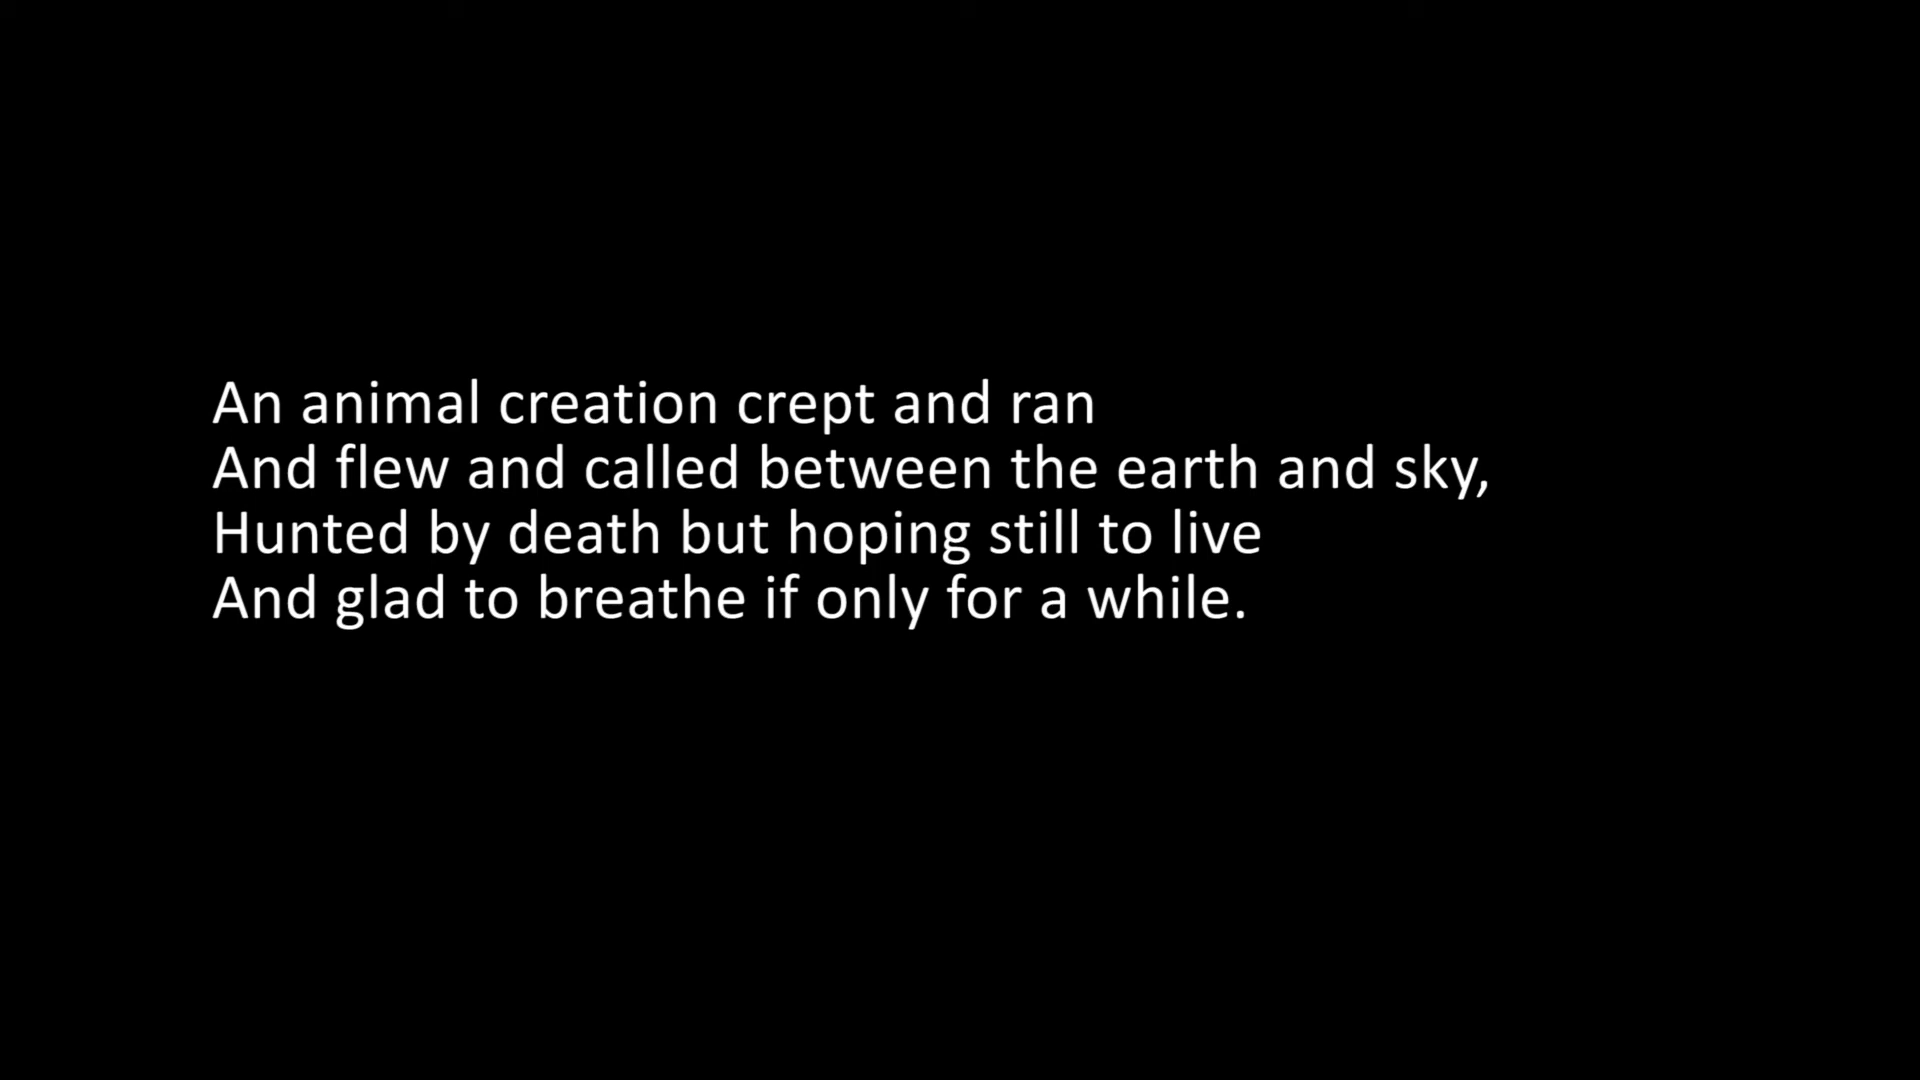 An animal creation crept and ran
And flew and called between the earth and sky,
Hunted by death but hoping still to live
And glad to breathe if only for a while.